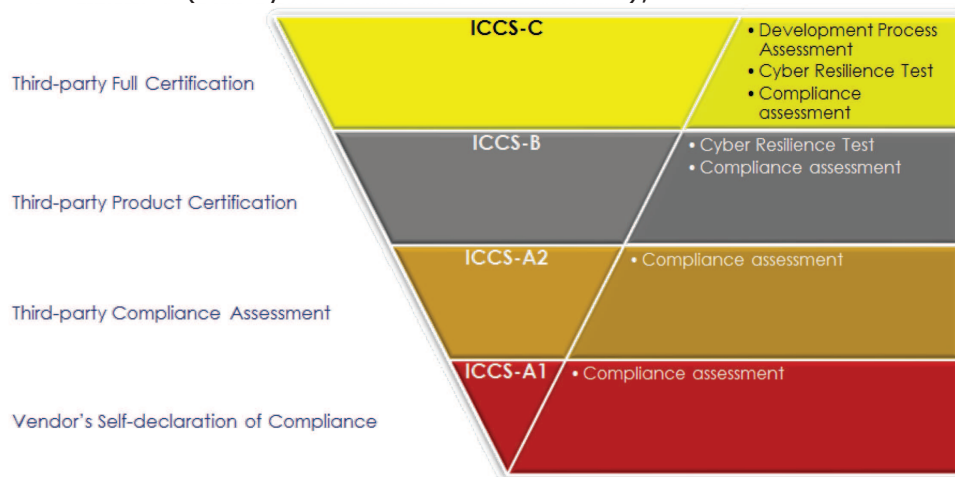 ICCS-C
• Development Process
Assessment
• Cyber Resilience Test
• Compliance
assessment
Third-party Full Certification
ICCS-B
• Cyber Resilience Test
• Compliance assessment
Third-party Product Certification
ICCS-A2
• Compliance assessment
Third-party Compliance Assessment
ICCS-A1
• Compliance assessment
Vendor's Self-declaration of Compliance